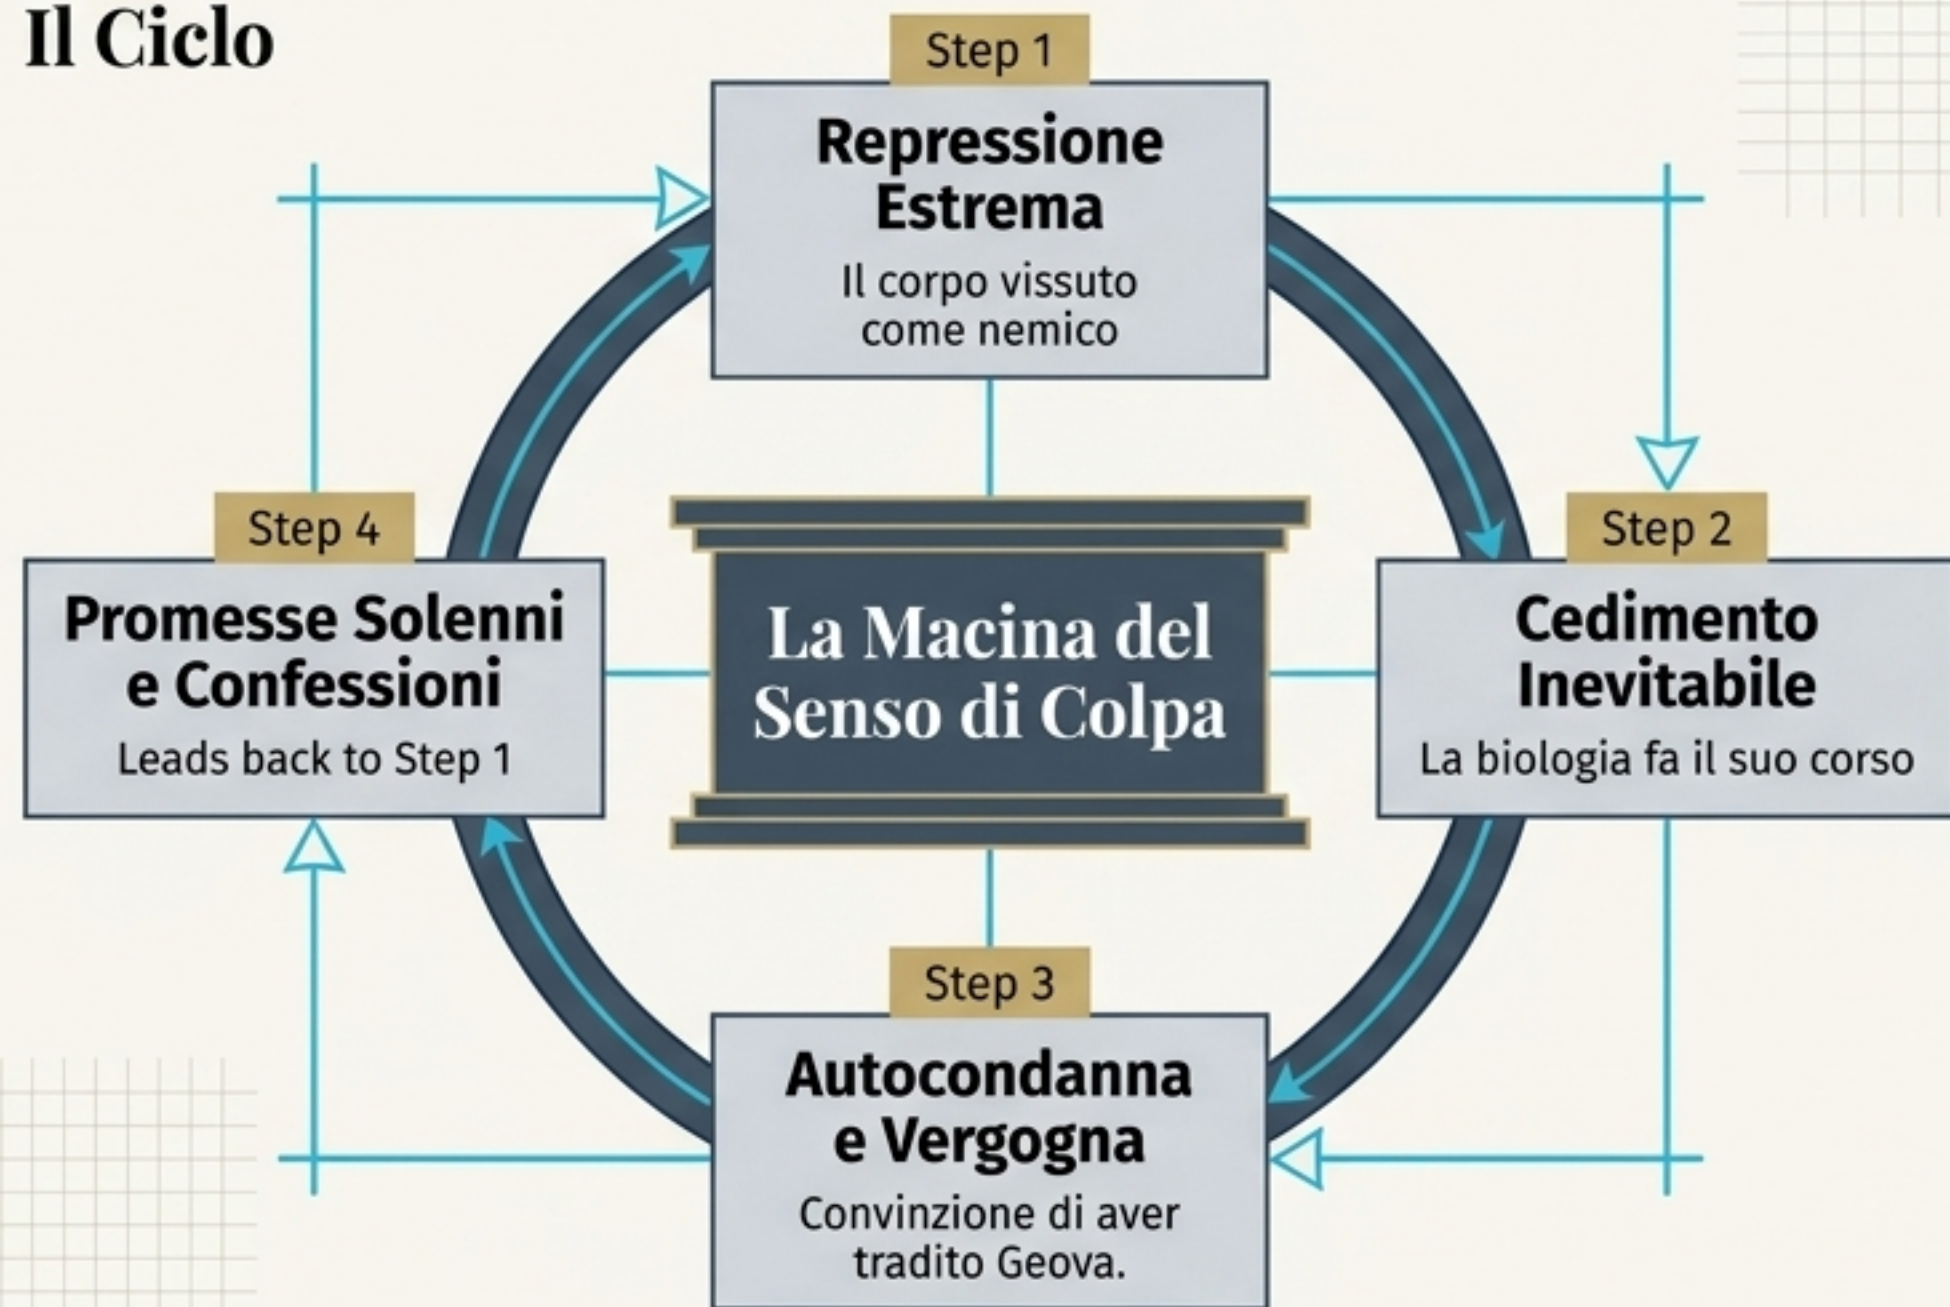 Il Ciclo
Step 1
Repressione
Estrema
Il corpo vissuto
come nemico
Step 2
Cedimento
Inevitabile
La biologia fa il suo corso
Step 3
Autocondanna
e Vergogna
Convinzione di aver
tradito Geova.
Step 4
Promesse Solenni
e Confessioni
Leads back to Step 1
La Macina del
Senso di Colpa